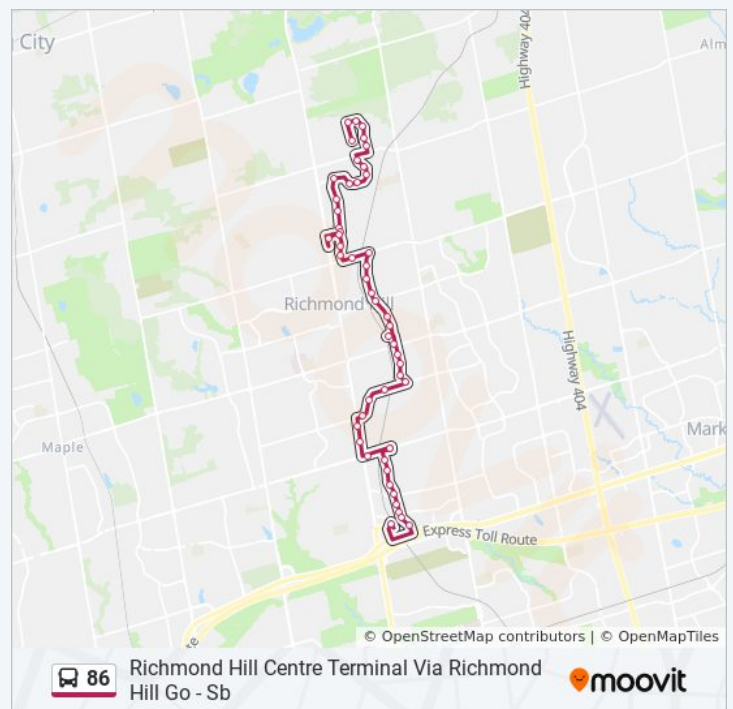 City
Highway 404
Alm
Richmond Hill
Highway 404
Maple
Mark
Express Toll Route
te
© OpenStreetMap contributors | © OpenMapTiles
86
Richmond Hill Centre Terminal Via Richmond
Hill Go - Sb
moovit